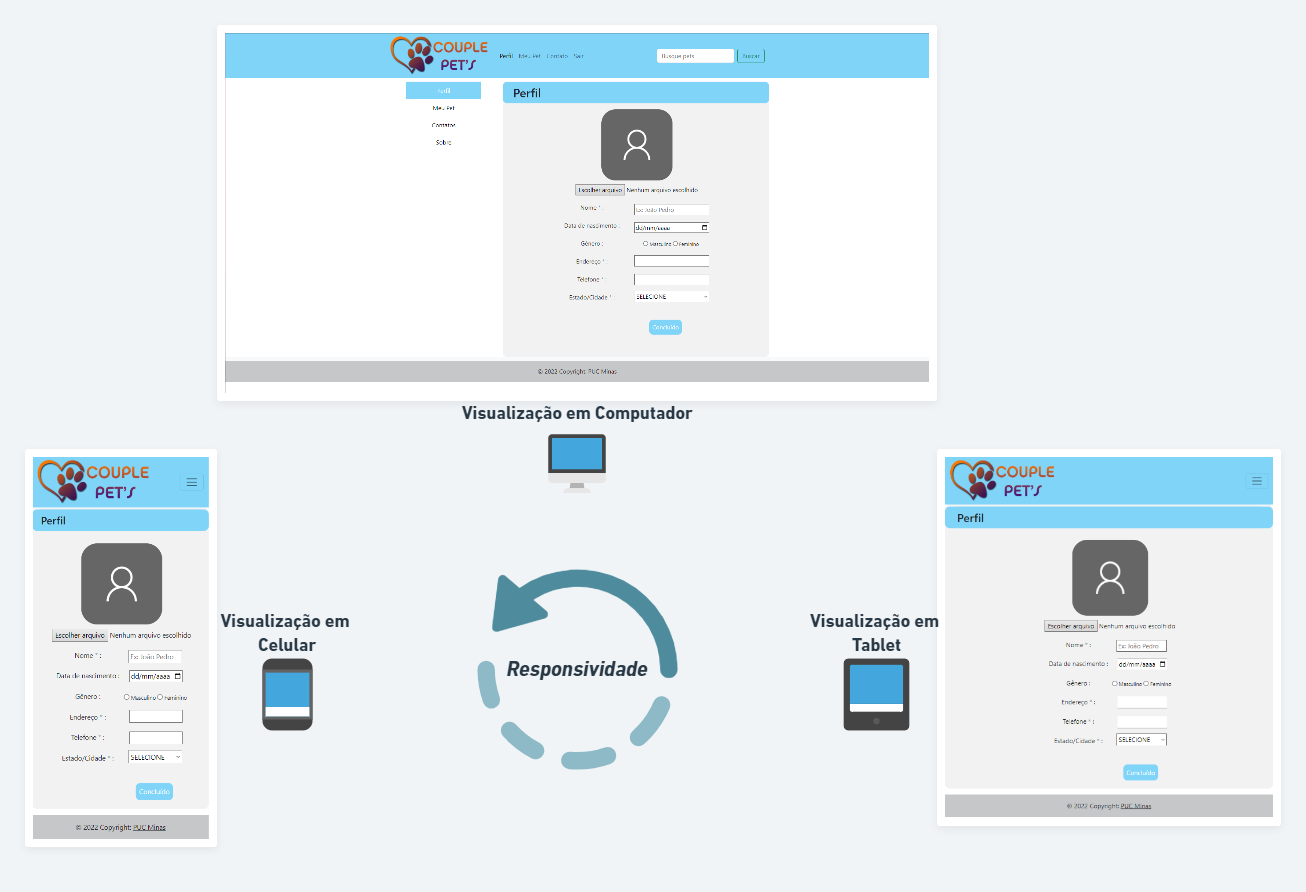 COUPLE
PET'S
Perfil Meu Pet Contato Sair
Busque pets
Buscar
Perfil
Meu Pet
Contatos
Sobre
Perfil
Escolher arquivo Nenhum arquivo escolhido
Nome * :
Ex: João Pedro
Data de nascimento :
dd/mm/aaaa
Gênero :
Masculino Feminino
Endereço * :
Telefone * :
Estado/Cidade * :
SELECIONE
Concluído
© 2022 Copyright: PUC Minas
Visualização em Computador
COUPLE
PET'S
Perfil
Escolher arquivo Nenhum arquivo escolhido
Nome * :
Ex: João Pedro
Data de nascimento :
dd/mm/aaaa
Gênero :
Masculino Feminino
Endereço * :
Telefone * :
Estado/Cidade * :
SELECIONE
Concluído
© 2022 Copyright: PUC Minas
Visualização em
Celular
Responsividade
Visualização em
Tablet
COUPLE
PET'S
Perfil
Escolher arquivo Nenhum arquivo escolhido
Nome * :
Ex: João Pedro
Data de nascimento :
dd/mm/aaaa
Gênero :
Masculino Feminino
Endereço * :
Telefone * :
Estado/Cidade * :
SELECIONE
Concluído
© 2022 Copyright: PUC Minas